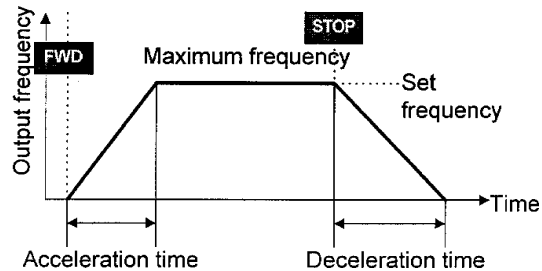 STOP
FWD
Maximum frequency
Output frequency
Set
frequency
Time
Acceleration time
Deceleration time